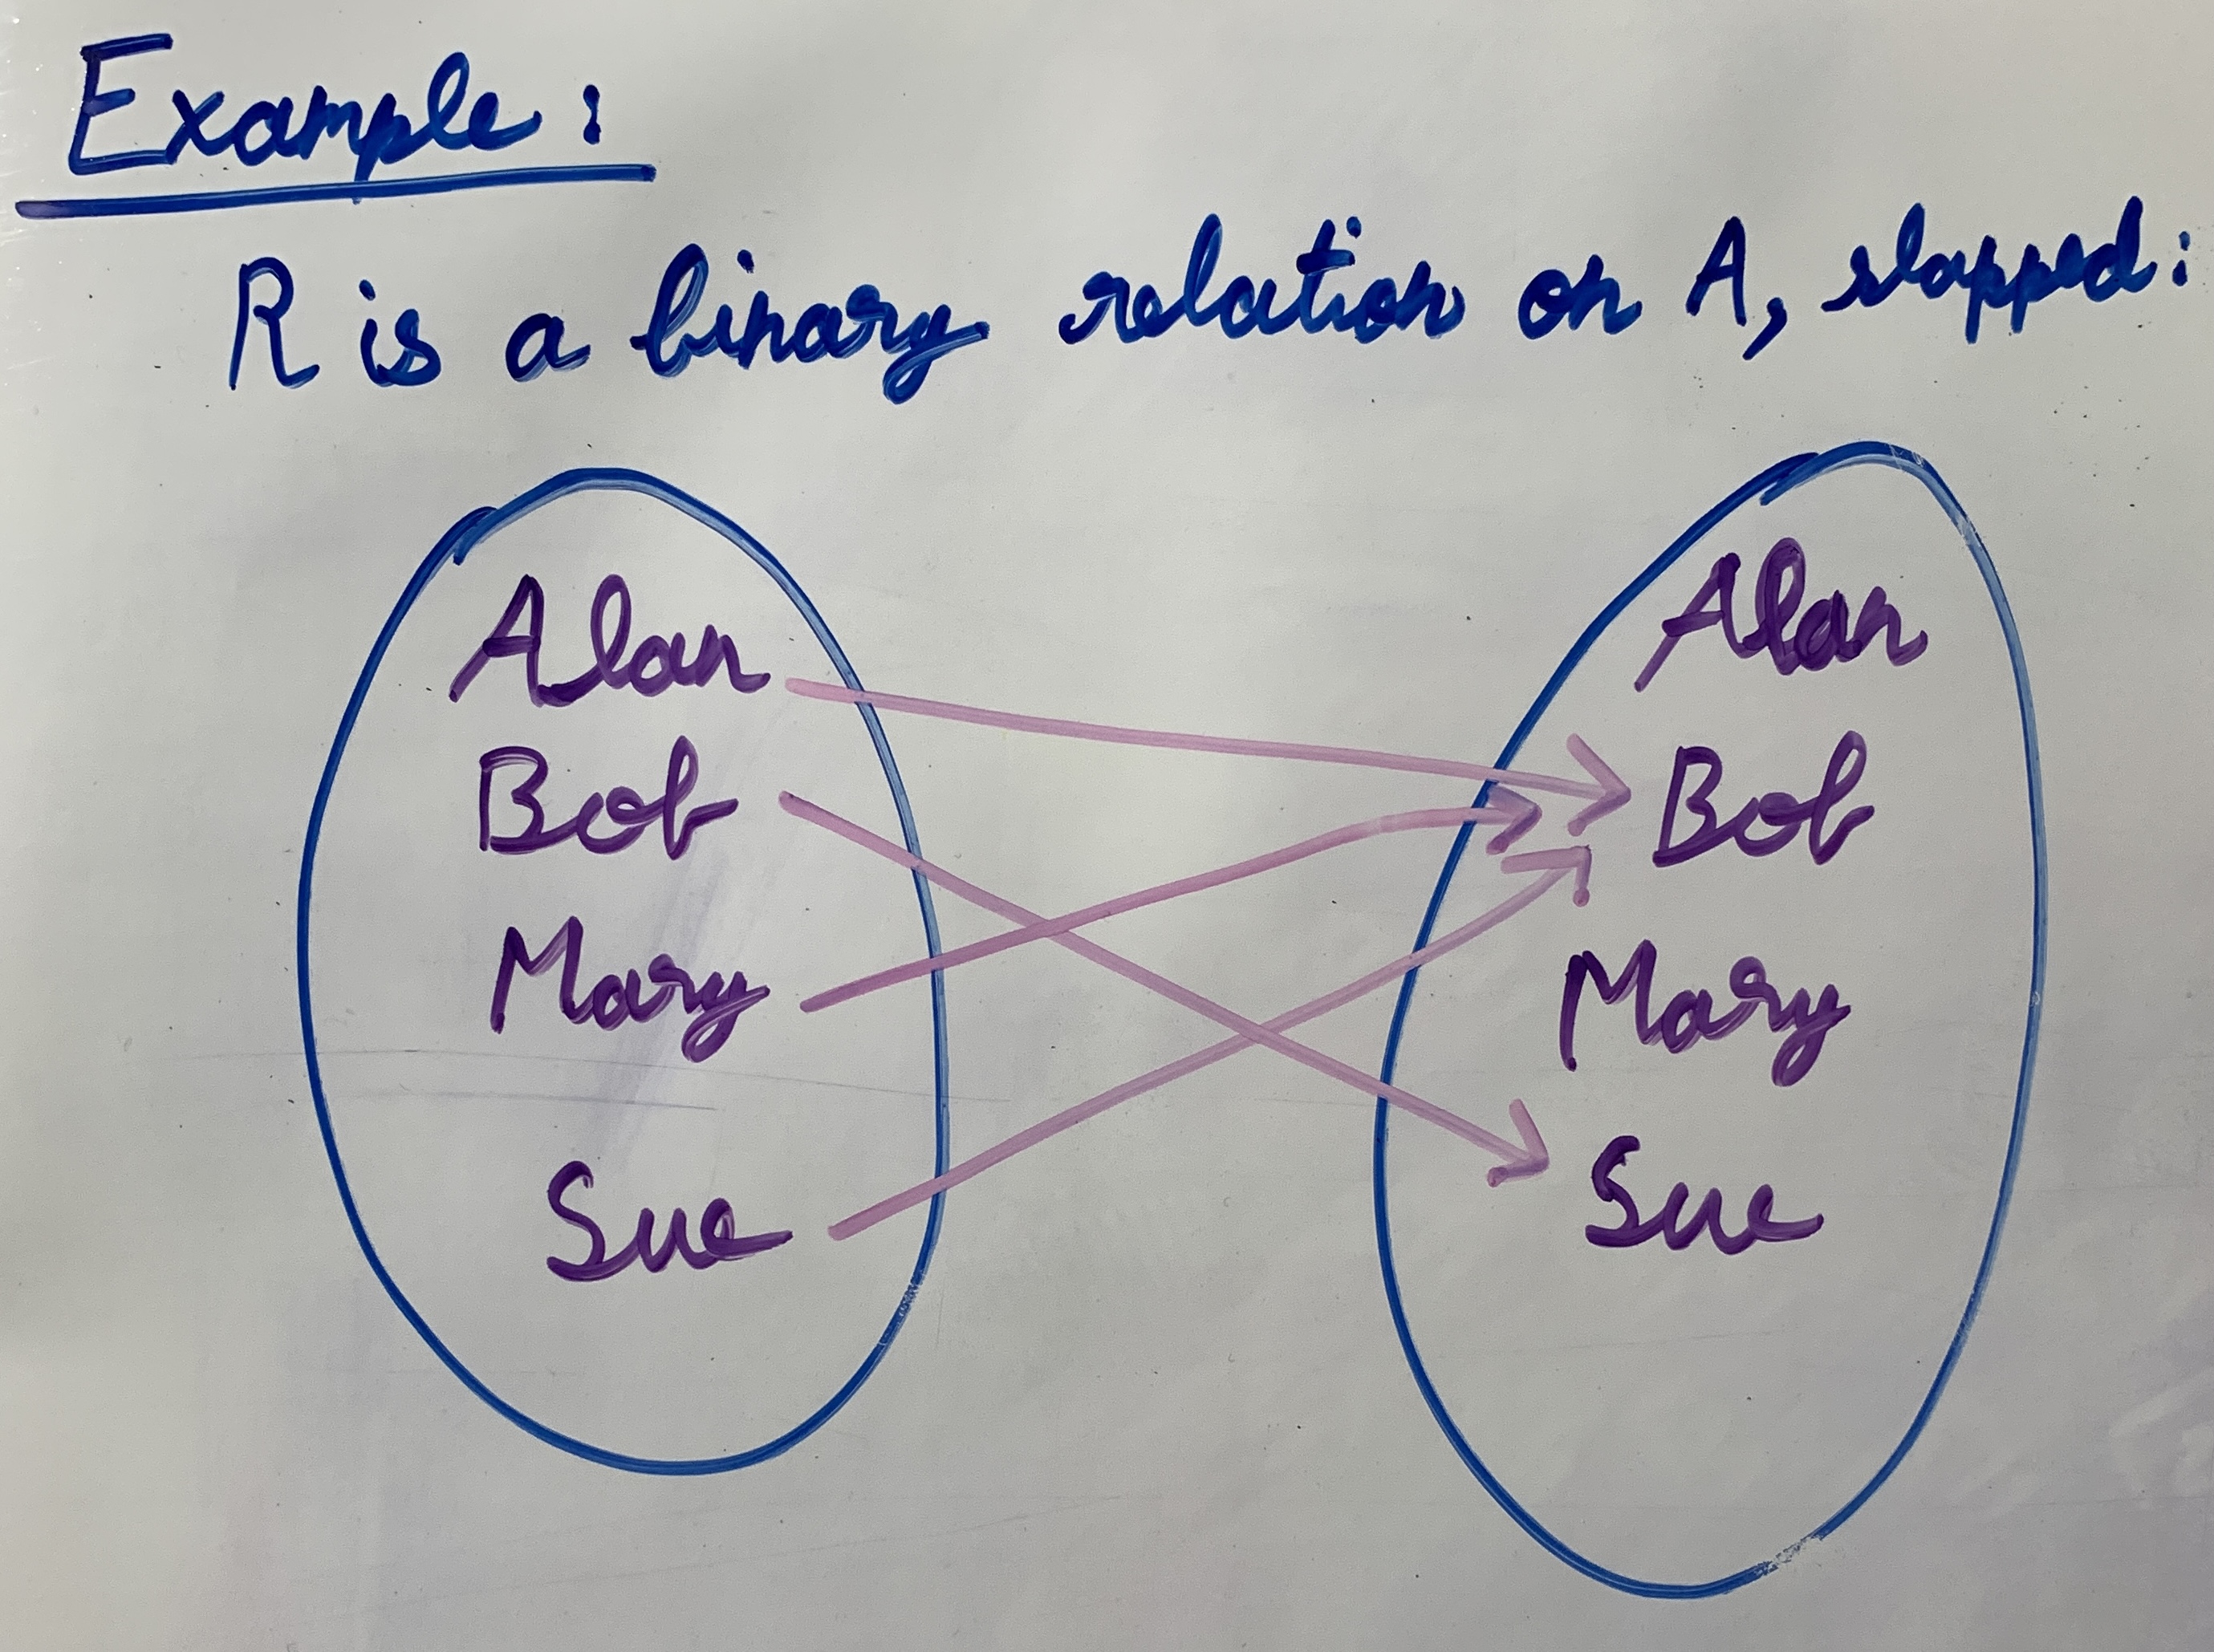 Example:
R is a binary relation on A, slapped:
Alan Alan
Bob Bob
Mary Mary
Sue Sue